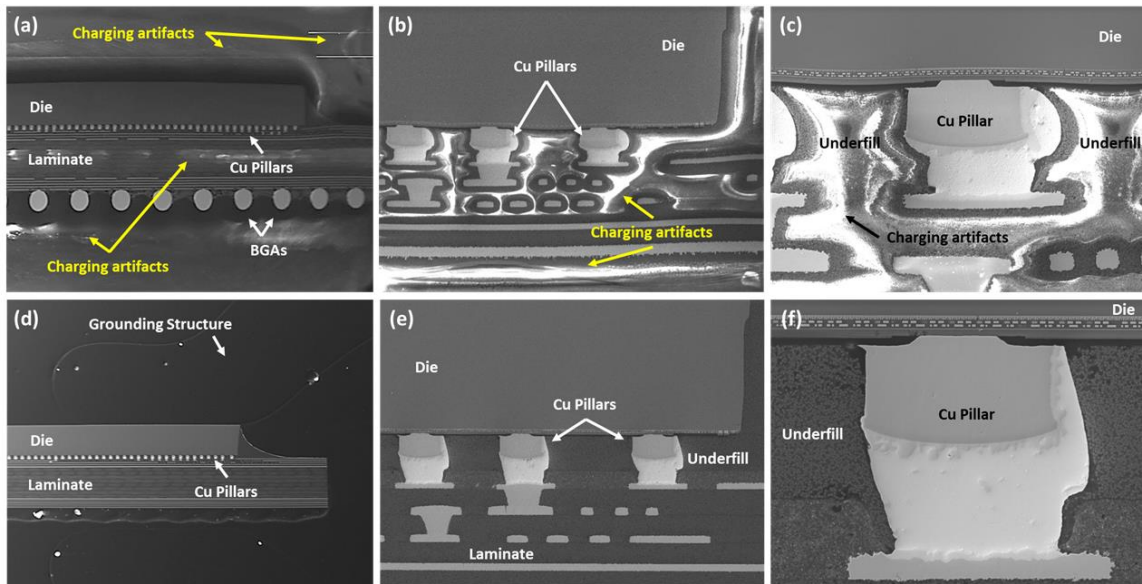 (a)
Charging artifacts
Die
Laminate
Cu Pillars
BGAs
Charging artifacts
(b)
Die
Cu Pillars
Charging artifacts
(c)
Die
Cu Pillar
Underfill
Underfill
Charging artifacts
(d)
Grounding Structure
Die
Laminate
Cu Pillars
(e)
Die
Cu Pillars
Underfill
Laminate
(f)
Die
Cu Pillar
Underfill